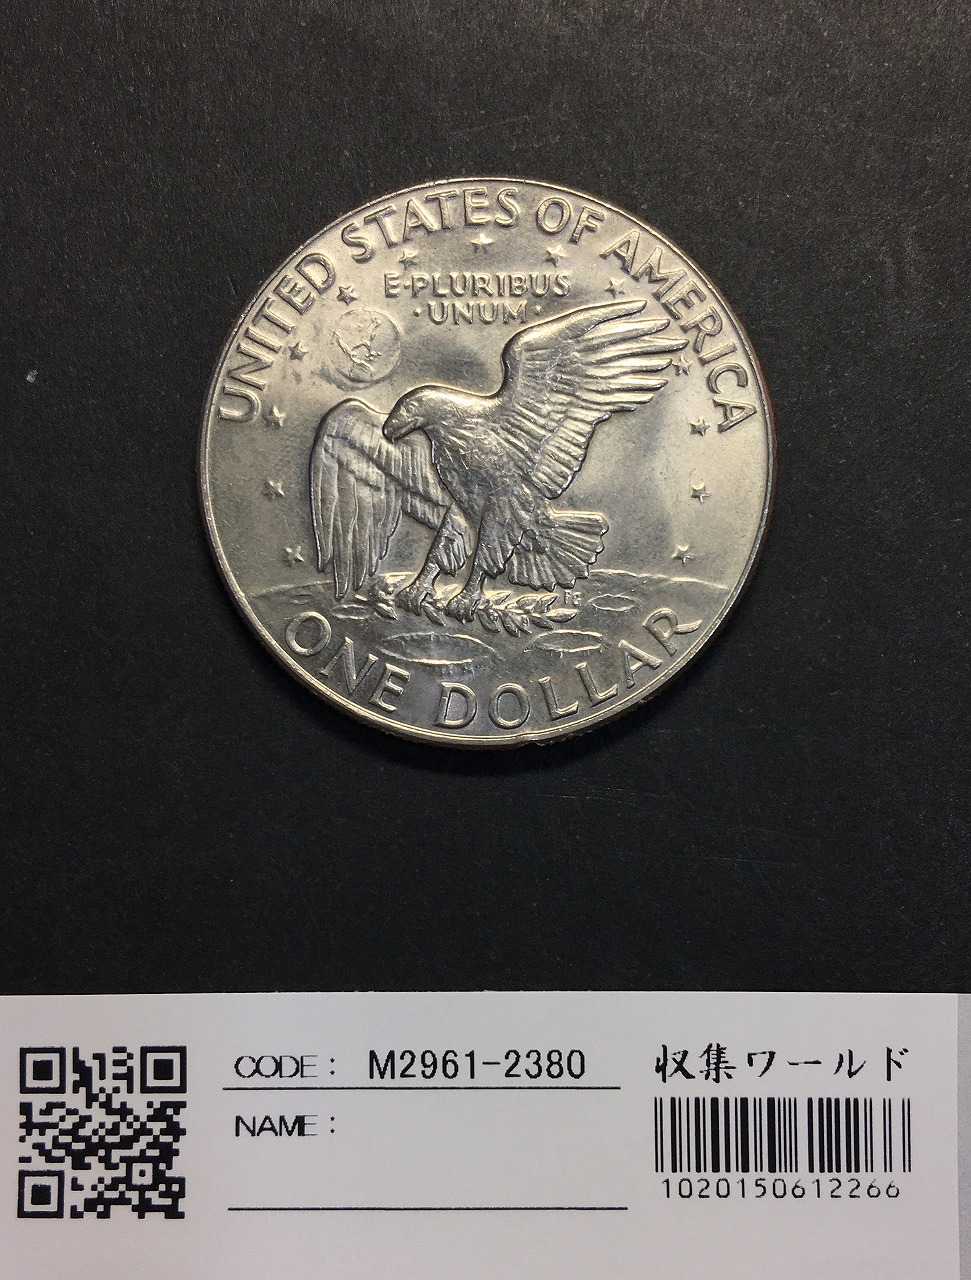 UNITED STATES OF AMERICA
E·PLURIBUS
·UNUM·
FG
ONE DOLLAR
CODE: M2961-2380
収集ワールド
NAME:
1020150612266